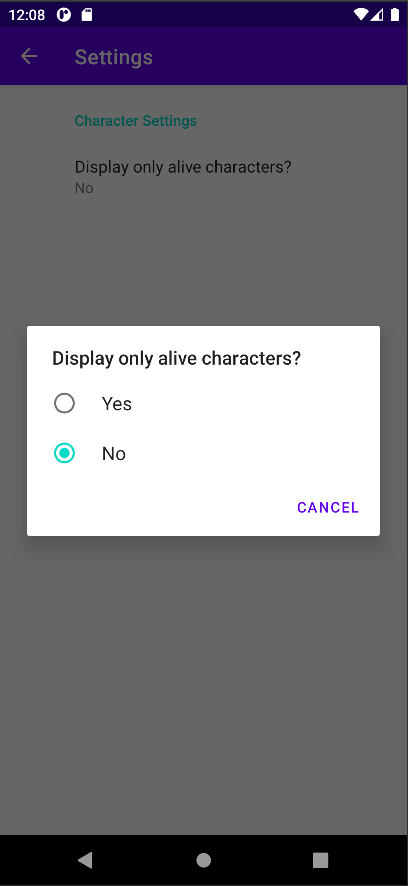 12:08
Settings
Character Settings
Display only alive characters?
No
Display only alive characters?
Yes
No
CANCEL